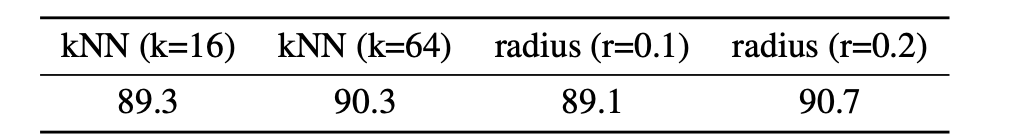 kNN (k=16) kNN (k=64) radius (r=0.1) radius (r=0.2)
89.3 90.3 89.1 90.7